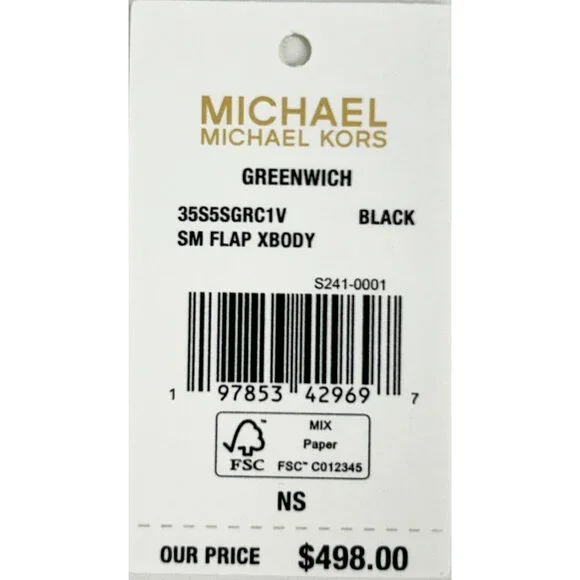 MICHAEL
MICHAEL KORS
GREENWICH
35S5SGRC1V BLACK
SM FLAP XBODY
S241-0001
1 97853 42969 7
FSC™
MIX
Paper
FSC™ C012345
NS
OUR PRICE $498.00